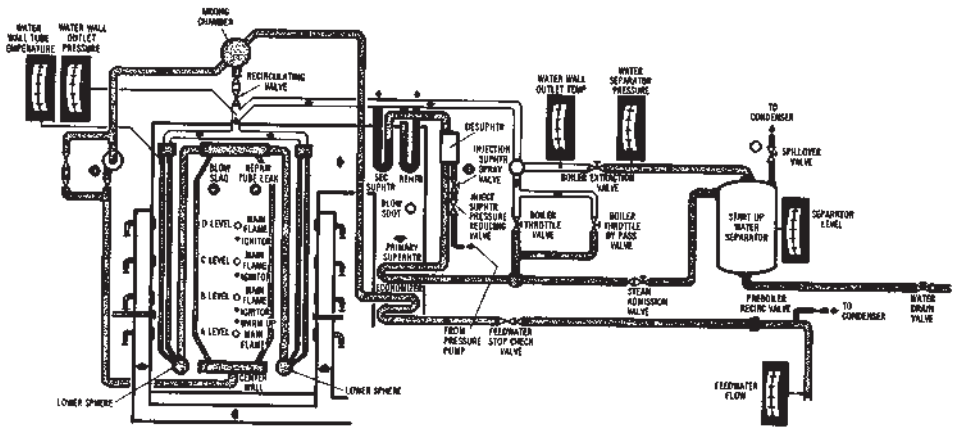 WATER
WALL TUBE
EMPERATURE
WATER WALL
OUTLET
PRESSURE
MIXING
CHAMBER
RECIRCULATING
VALVE
BLOW
SLAG
REPAIR
TUBE LEAK
D LEVEL
MAIN
FLAME
IGNITOR
C LEVEL
MAIN
FLAME
IGNITOR
B LEVEL
MAIN
FLAME
IGNITOR
WARM UP
A LEVEL
MAIN
FLAME
CENTER
WALL
LOWER SPHERE
LOWER SPHERE
SEC
SUPHTR
REHTR
BLOW
SOOT
PRIMARY
SUPERHTR
ECONOMIZER
DESUPHTR
INJECTION
SUPHTR
SPRAY
VALVE
INJECT
SUPHTR
PRESSURE
REDUCING
VALVE
FROM
PRESSURE
PUMP
WATER WALL
OUTLET TEMP
WATER
SEPARATOR
PRESSURE
BOILER EXTRACTION
VALVE
BOILER
THROTTLE
VALVE
BOILER
THROTTLE
BY PASS
VALVE
STEAM
ADMISSION
VALVE
FEEDWATER
STOP CHECK
VALVE
TO
CONDENSER
SPILLOVER
VALVE
START UP
WATER
SEPARATOR
SEPARATOR
LEVEL
PREBOILER
RECIRC VALVE
TO
CONDENSER
WATER
DRAIN
VALVE
FEEDWATER
FLOW